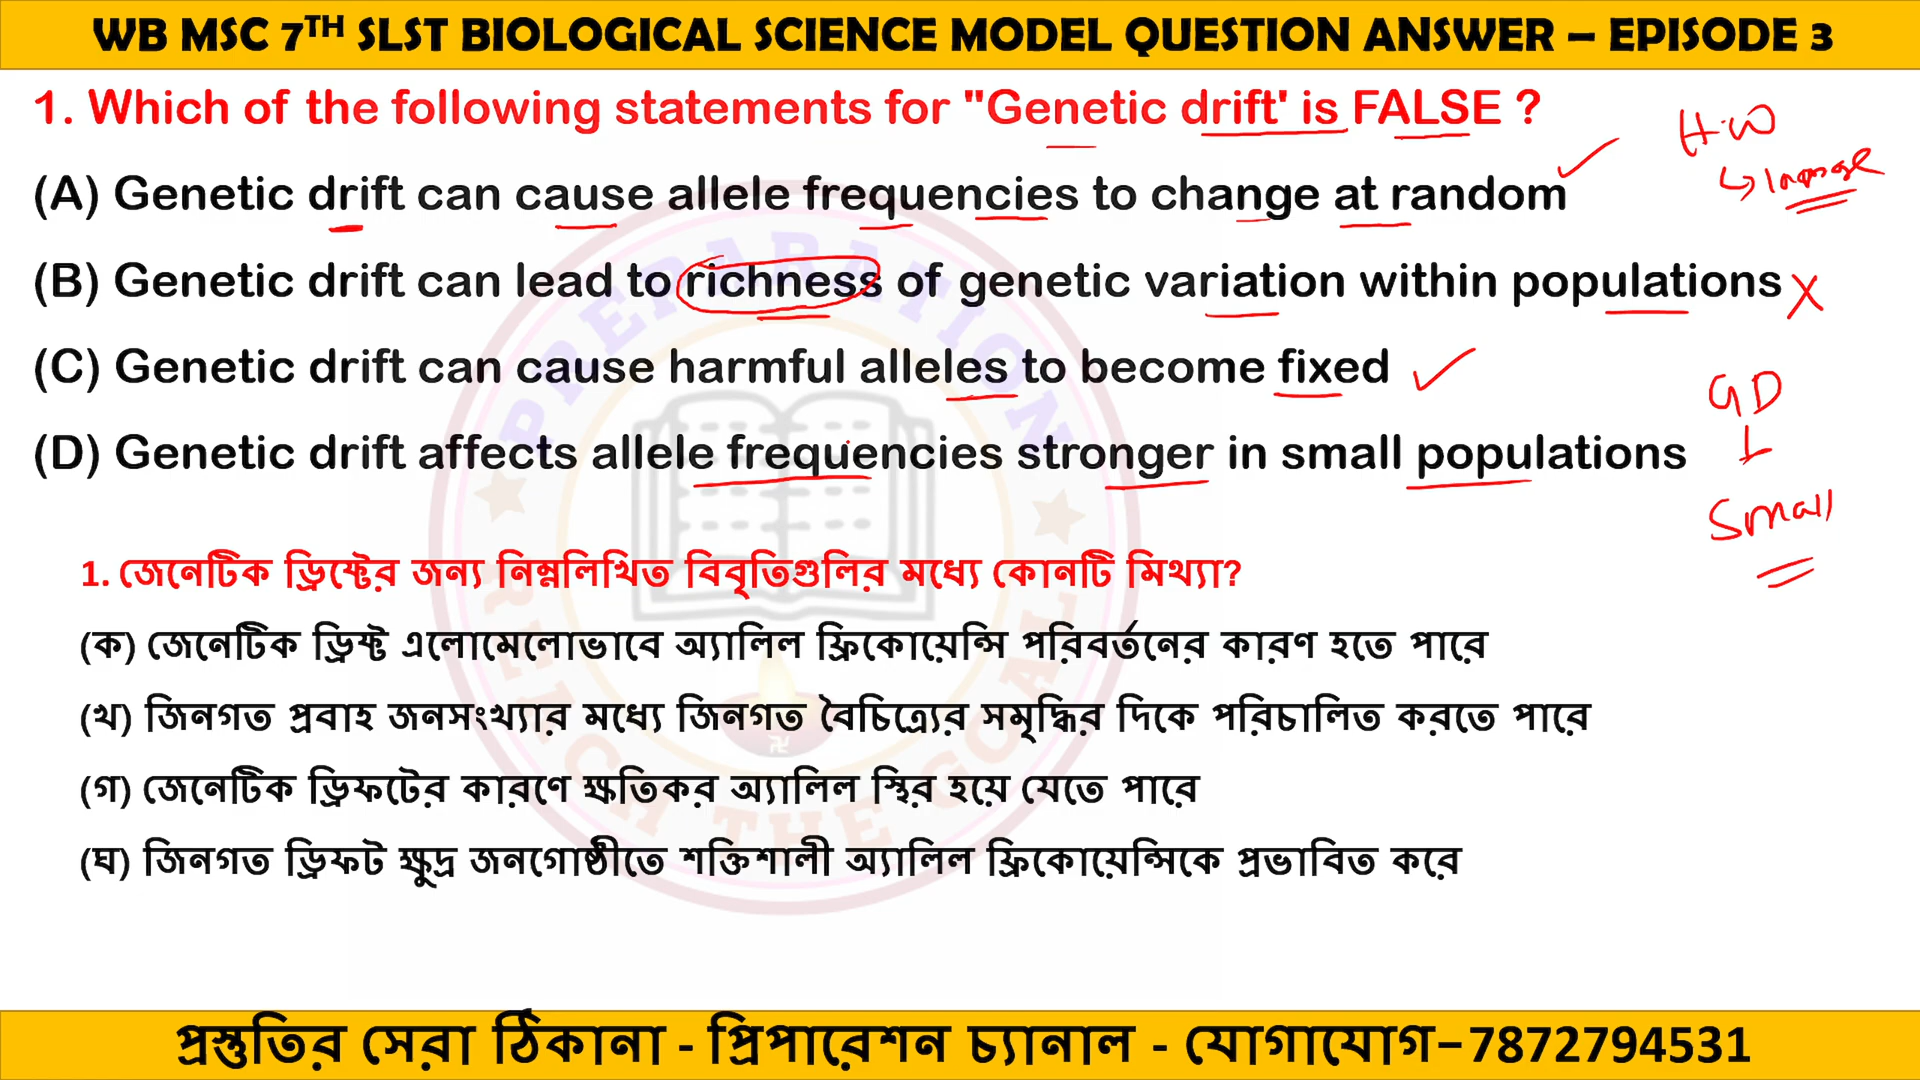 WB MSC 7TH SLST BIOLOGICAL SCIENCE MODEL QUESTION ANSWER – EPISODE 3
1. Which of the following statements for "Genetic drift' is FALSE ?
H.W
(A) Genetic drift can cause allele frequencies to change at random
(B) Genetic drift can lead to richness of genetic variation within populations
(C) Genetic drift can cause harmful alleles to become fixed
GD
(D) Genetic drift affects allele frequencies stronger in small populations
Small
1. জেনেটিক ড্রিফ্টের জন্য নিম্নলিখিত বিবৃতিগুলির মধ্যে কোনটি মিথ্যা?
(ক) জেনেটিক ড্রিফ্ট এলোমেলোভাবে অ্যালিল ফ্রিকোয়েন্সি পরিবর্তনের কারণ হতে পারে
(খ) জিনগত প্রবাহ জনসংখ্যার মধ্যে জিনগত বৈচিত্র্যের সমৃদ্ধির দিকে পরিচালিত করতে পারে
(গ) জেনেটিক ড্রিফটের কারণে ক্ষতিকর অ্যালিল স্থির হয়ে যেতে পারে
(ঘ) জিনগত ড্রিফট ক্ষুদ্র জনগোষ্ঠীতে শক্তিশালী অ্যালিল ফ্রিকোয়েন্সিকে প্রভাবিত করে
PREPARATION
REACH THE GOAL
প্রস্তুতির সেরা ঠিকানা - প্রিপারেশন চ্যানাল - যোগাযোগ–7872794531